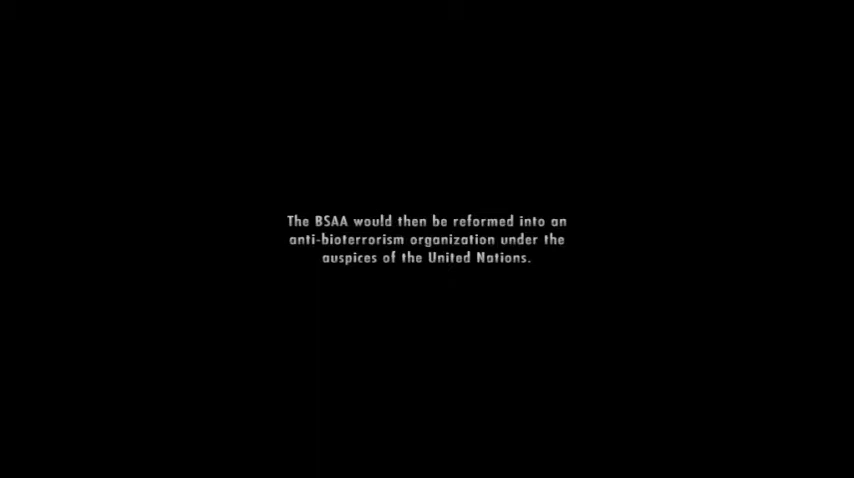 The BSAA would then be reformed into an
anti-bioterrorism organization under the
auspices of the United Nations.